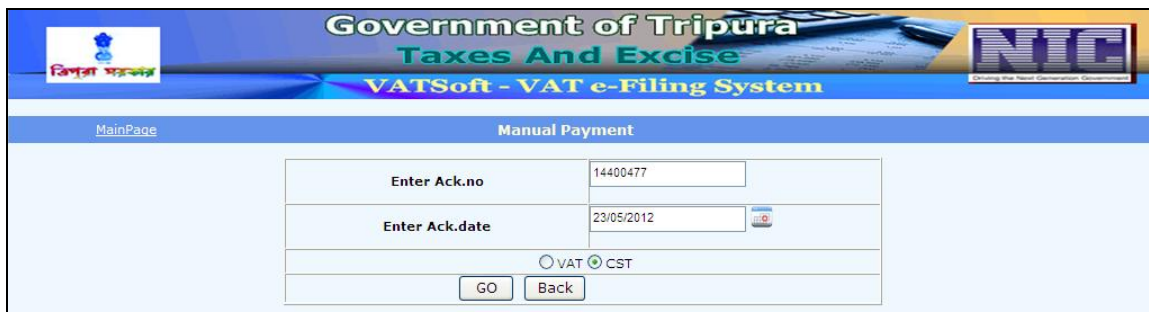 Government of Tripura
Taxes And Excise
VATSoft - VAT e-Filing System
ত্রিপুরা সরকার
NIC
Driving the Next Generation Government
MainPage
Manual Payment
Enter Ack.no
14400477
Enter Ack.date
23/05/2012
VAT CST
GO Back